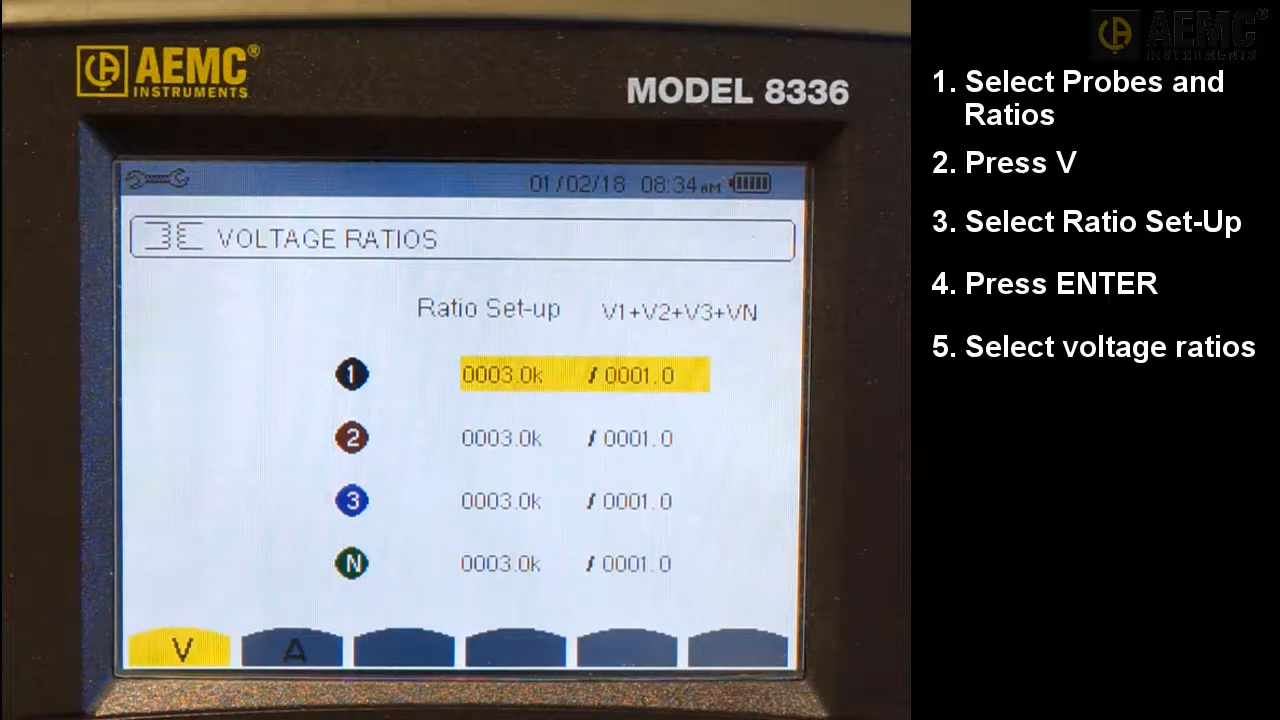 AEMC®
INSTRUMENTS
MODEL 8336
01/02/18 08:34AM
VOLTAGE RATIOS
Ratio Set-up V1+V2+V3+VN
1 0003.0k / 0001.0
2 0003.0k / 0001.0
3 0003.0k / 0001.0
N 0003.0k / 0001.0
V A
AEMC®
INSTRUMENTS
1. Select Probes and
Ratios
2. Press V
3. Select Ratio Set-Up
4. Press ENTER
5. Select voltage ratios